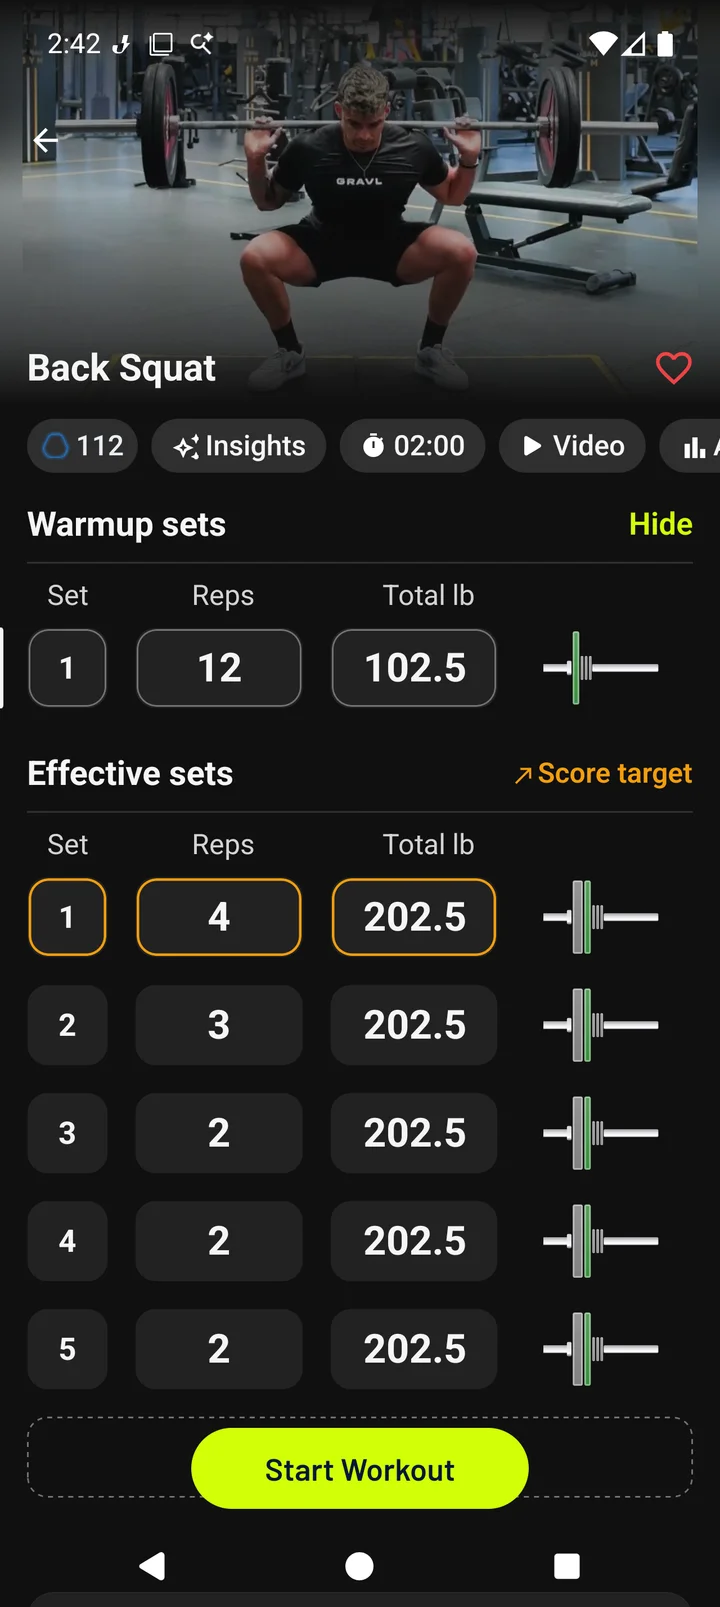 2:42
GRAVL
Back Squat
112 Insights 02:00 Video
Warmup sets Hide
Set Reps Total lb
1 12 102.5
Effective sets ↗Score target
Set Reps Total lb
1 4 202.5
2 3 202.5
3 2 202.5
4 2 202.5
5 2 202.5
Start Workout